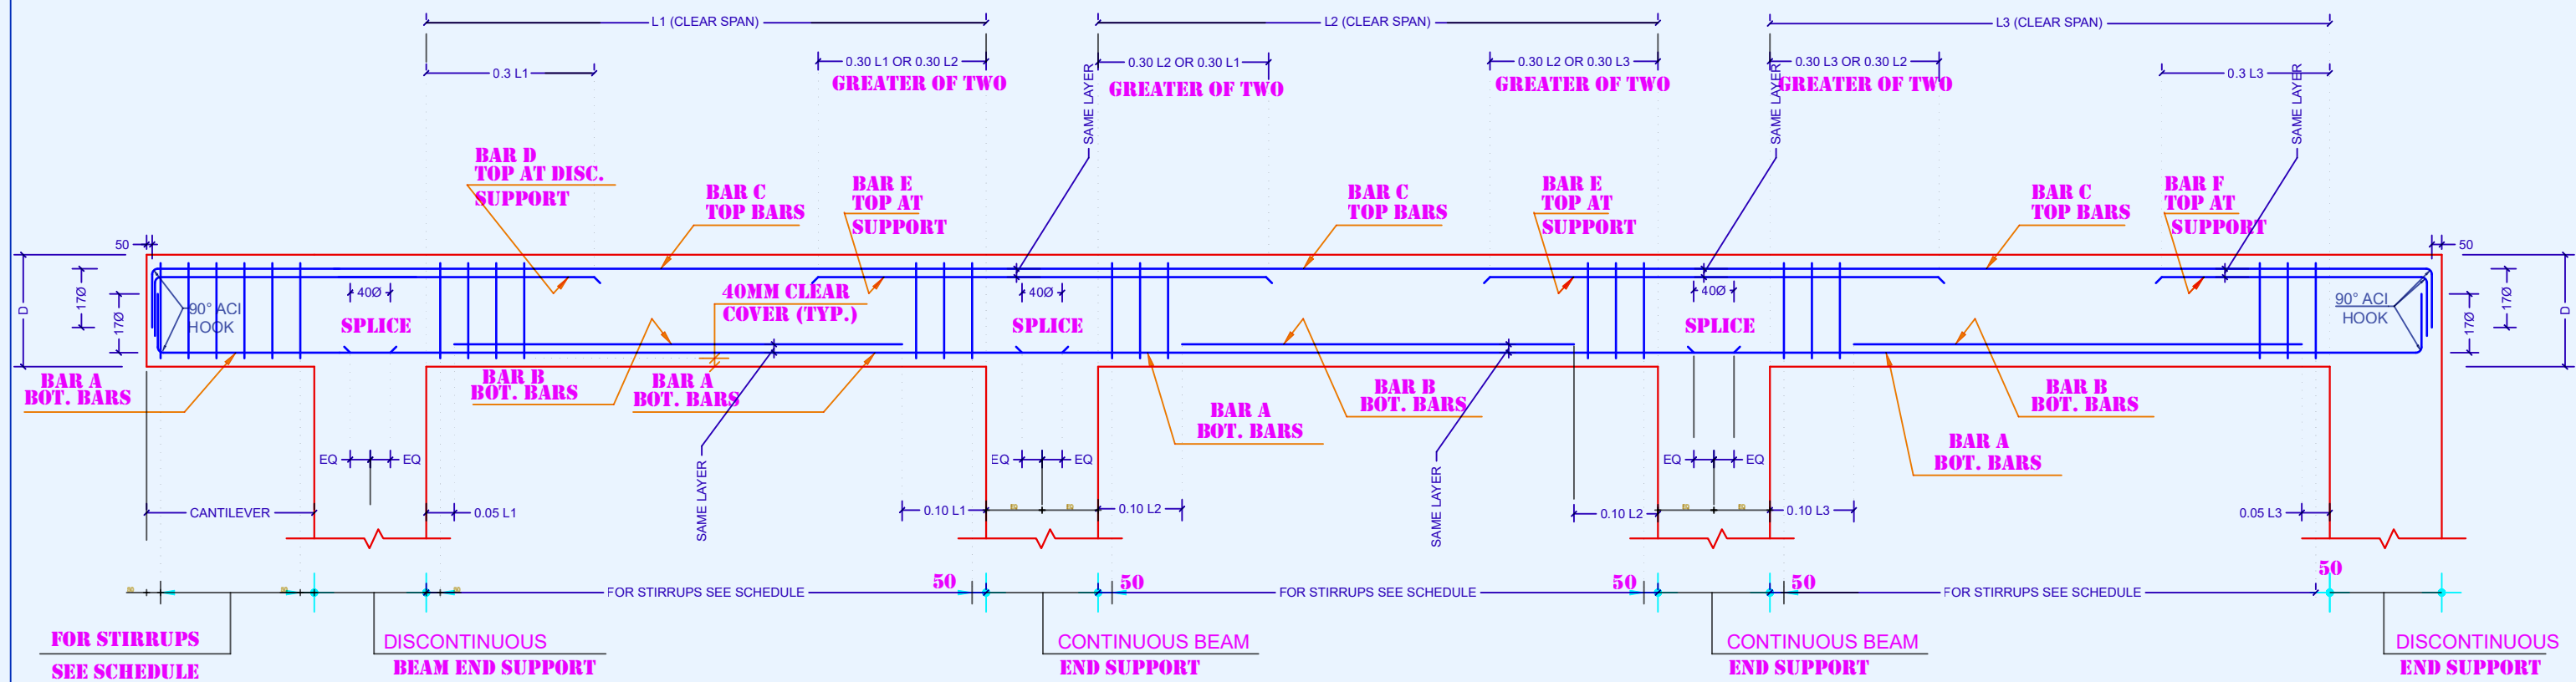 L1 (CLEAR SPAN)
L2 (CLEAR SPAN)
L3 (CLEAR SPAN)
0.3 L1
0.30 L1 OR 0.30 L2
GREATER OF TWO
0.30 L2 OR 0.30 L1
GREATER OF TWO
0.30 L2 OR 0.30 L3
GREATER OF TWO
0.30 L3 OR 0.30 L2
GREATER OF TWO
0.3 L3
SAME LAYER
SAME LAYER
SAME LAYER
BAR D
TOP AT DISC.
SUPPORT
BAR C
TOP BARS
BAR E
TOP AT
SUPPORT
BAR C
TOP BARS
BAR E
TOP AT
SUPPORT
BAR C
TOP BARS
BAR F
TOP AT
SUPPORT
50
50
D
17Ø
17Ø
90° ACI
HOOK
40Ø
SPLICE
40MM CLEAR
COVER (TYP.)
40Ø
SPLICE
40Ø
SPLICE
90° ACI
HOOK
17Ø
17Ø
D
BAR A
BOT. BARS
BAR B
BOT. BARS
BAR A
BOT. BARS
BAR A
BOT. BARS
BAR B
BOT. BARS
BAR A
BOT. BARS
BAR B
BOT. BARS
EQ
EQ
EQ
EQ
EQ
EQ
SAME LAYER
SAME LAYER
CANTILEVER
0.05 L1
0.10 L1
0.10 L2
0.10 L2
0.10 L3
0.05 L3
FOR STIRRUPS SEE SCHEDULE
50
50
FOR STIRRUPS SEE SCHEDULE
50
50
FOR STIRRUPS SEE SCHEDULE
50
FOR STIRRUPS
SEE SCHEDULE
DISCONTINUOUS
BEAM END SUPPORT
CONTINUOUS BEAM
END SUPPORT
CONTINUOUS BEAM
END SUPPORT
DISCONTINUOUS
END SUPPORT